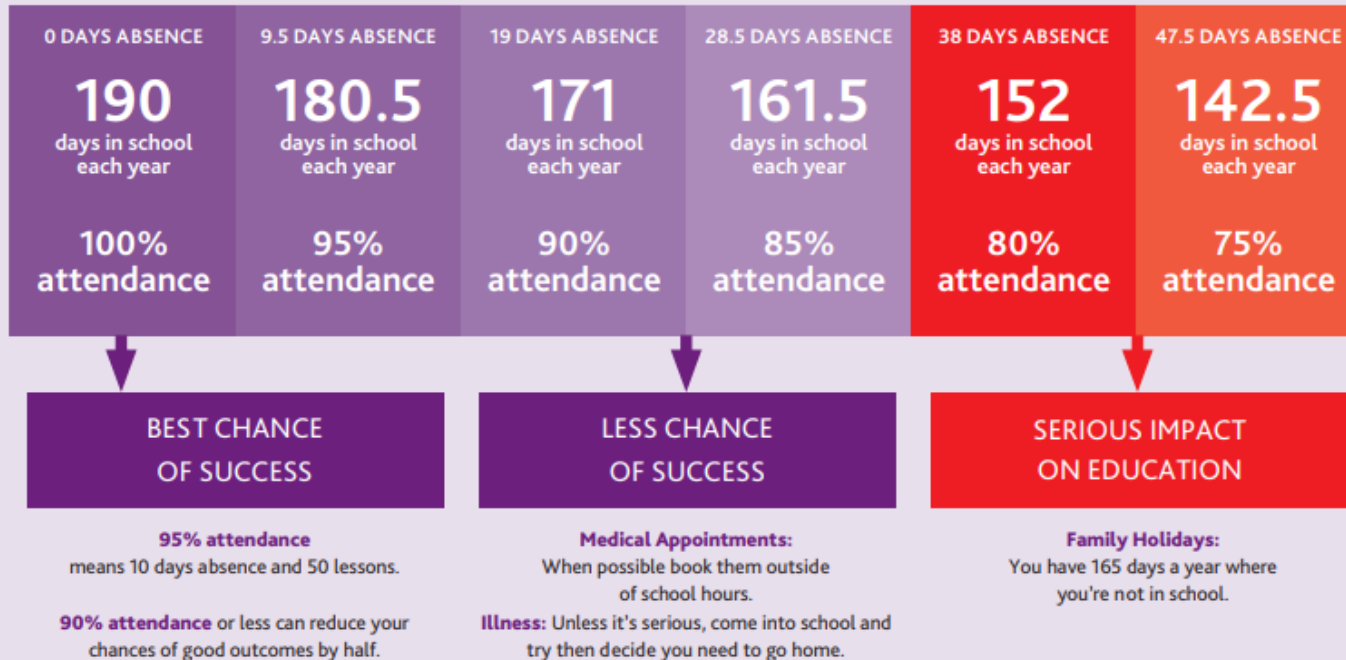 0 DAYS ABSENCE
190
days in school
each year
100%
attendance
9.5 DAYS ABSENCE
180.5
days in school
each year
95%
attendance
19 DAYS ABSENCE
171
days in school
each year
90%
attendance
28.5 DAYS ABSENCE
161.5
days in school
each year
85%
attendance
38 DAYS ABSENCE
152
days in school
each year
80%
attendance
47.5 DAYS ABSENCE
142.5
days in school
each year
75%
attendance
BEST CHANCE
OF SUCCESS
95% attendance
means 10 days absence and 50 lessons.
90% attendance or less can reduce your
chances of good outcomes by half.
LESS CHANCE
OF SUCCESS
Medical Appointments:
When possible book them outside
of school hours.
Illness: Unless it's serious, come into school and
try then decide you need to go home.
SERIOUS IMPACT
ON EDUCATION
Family Holidays:
You have 165 days a year where
you're not in school.